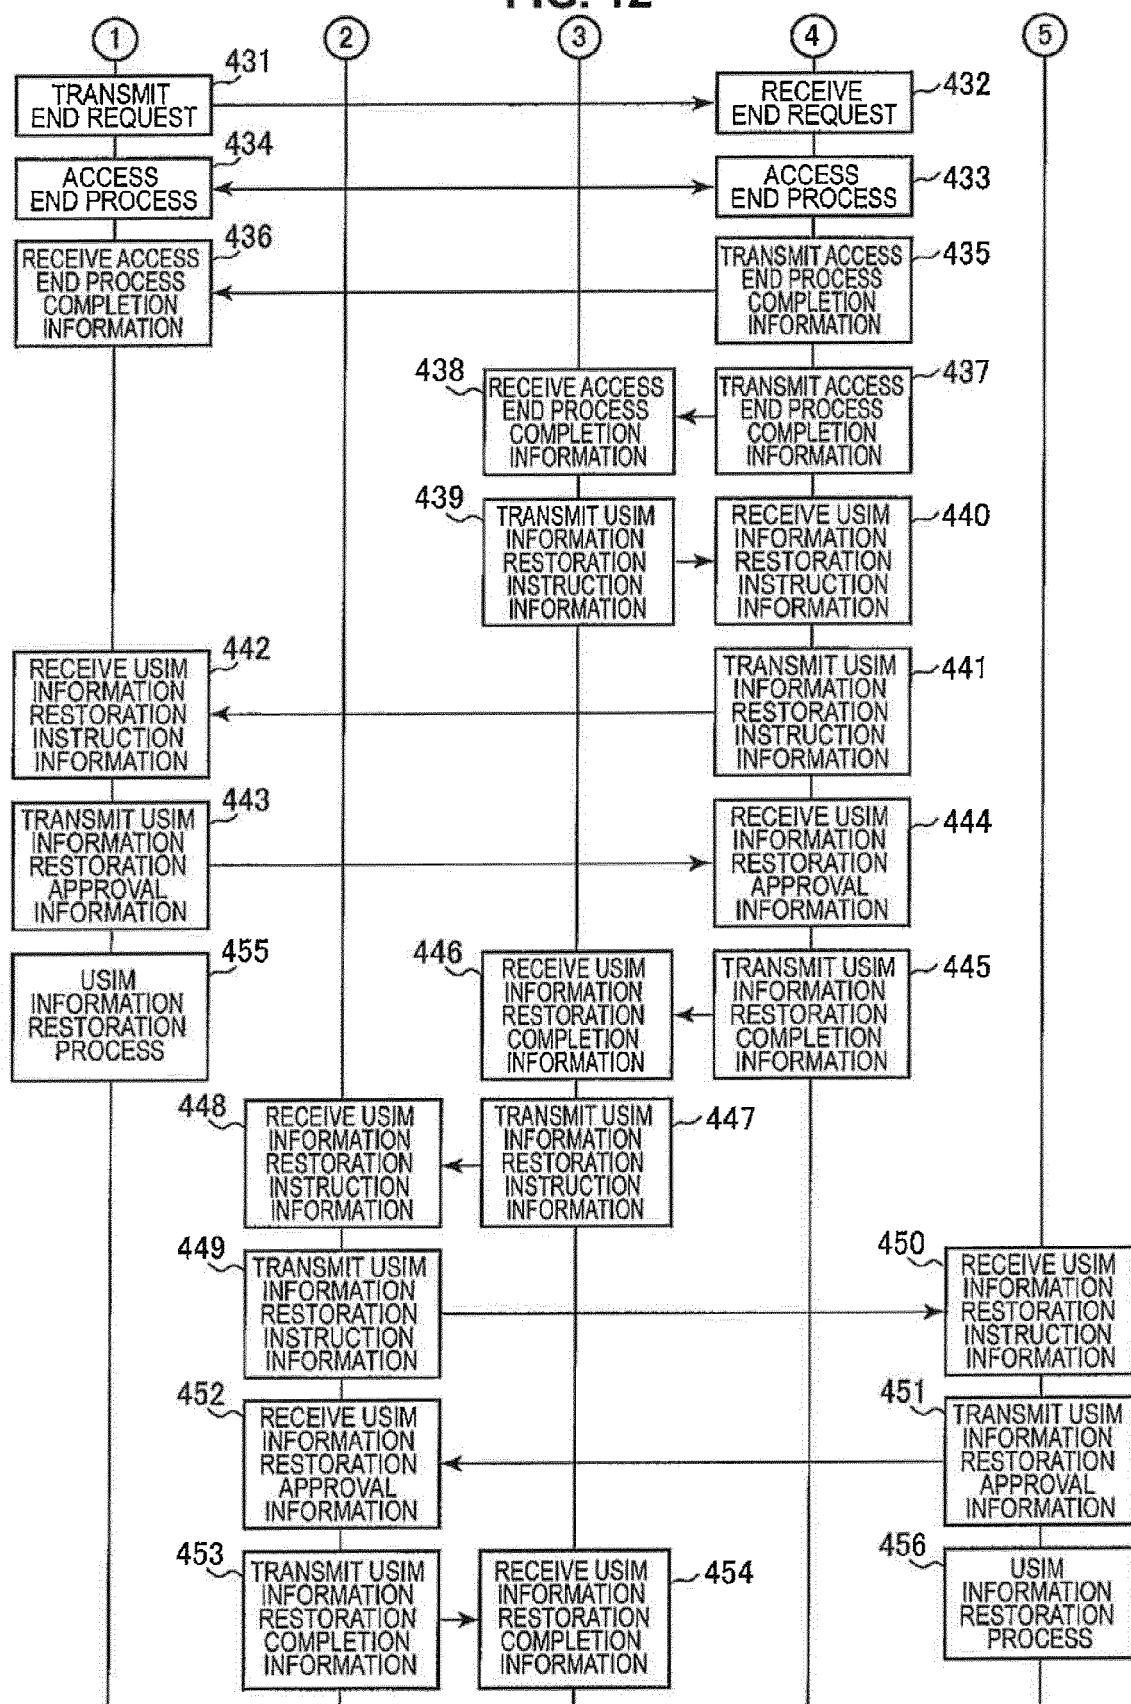 FIG. 12
1 2 3 4 5
431
TRANSMIT
END REQUEST
RECEIVE
END REQUEST
432
434
ACCESS
END PROCESS
ACCESS
END PROCESS
433
436
RECEIVE ACCESS
END PROCESS
COMPLETION
INFORMATION
TRANSMIT ACCESS
END PROCESS
COMPLETION
INFORMATION
435
438
RECEIVE ACCESS
END PROCESS
COMPLETION
INFORMATION
TRANSMIT ACCESS
END PROCESS
COMPLETION
INFORMATION
437
439
TRANSMIT USIM
INFORMATION
RESTORATION
INSTRUCTION
INFORMATION
RECEIVE USIM
INFORMATION
RESTORATION
INSTRUCTION
INFORMATION
440
442
RECEIVE USIM
INFORMATION
RESTORATION
INSTRUCTION
INFORMATION
TRANSMIT USIM
INFORMATION
RESTORATION
INSTRUCTION
INFORMATION
441
443
TRANSMIT USIM
INFORMATION
RESTORATION
APPROVAL
INFORMATION
RECEIVE USIM
INFORMATION
RESTORATION
APPROVAL
INFORMATION
444
455
USIM
INFORMATION
RESTORATION
PROCESS
446
RECEIVE USIM
INFORMATION
RESTORATION
COMPLETION
INFORMATION
TRANSMIT USIM
INFORMATION
RESTORATION
COMPLETION
INFORMATION
445
448
RECEIVE USIM
INFORMATION
RESTORATION
INSTRUCTION
INFORMATION
TRANSMIT USIM
INFORMATION
RESTORATION
INSTRUCTION
INFORMATION
447
449
TRANSMIT USIM
INFORMATION
RESTORATION
INSTRUCTION
INFORMATION
450
RECEIVE USIM
INFORMATION
RESTORATION
INSTRUCTION
INFORMATION
452
RECEIVE USIM
INFORMATION
RESTORATION
APPROVAL
INFORMATION
451
TRANSMIT USIM
INFORMATION
RESTORATION
APPROVAL
INFORMATION
453
TRANSMIT USIM
INFORMATION
RESTORATION
COMPLETION
INFORMATION
RECEIVE USIM
INFORMATION
RESTORATION
COMPLETION
INFORMATION
454
456
USIM
INFORMATION
RESTORATION
PROCESS